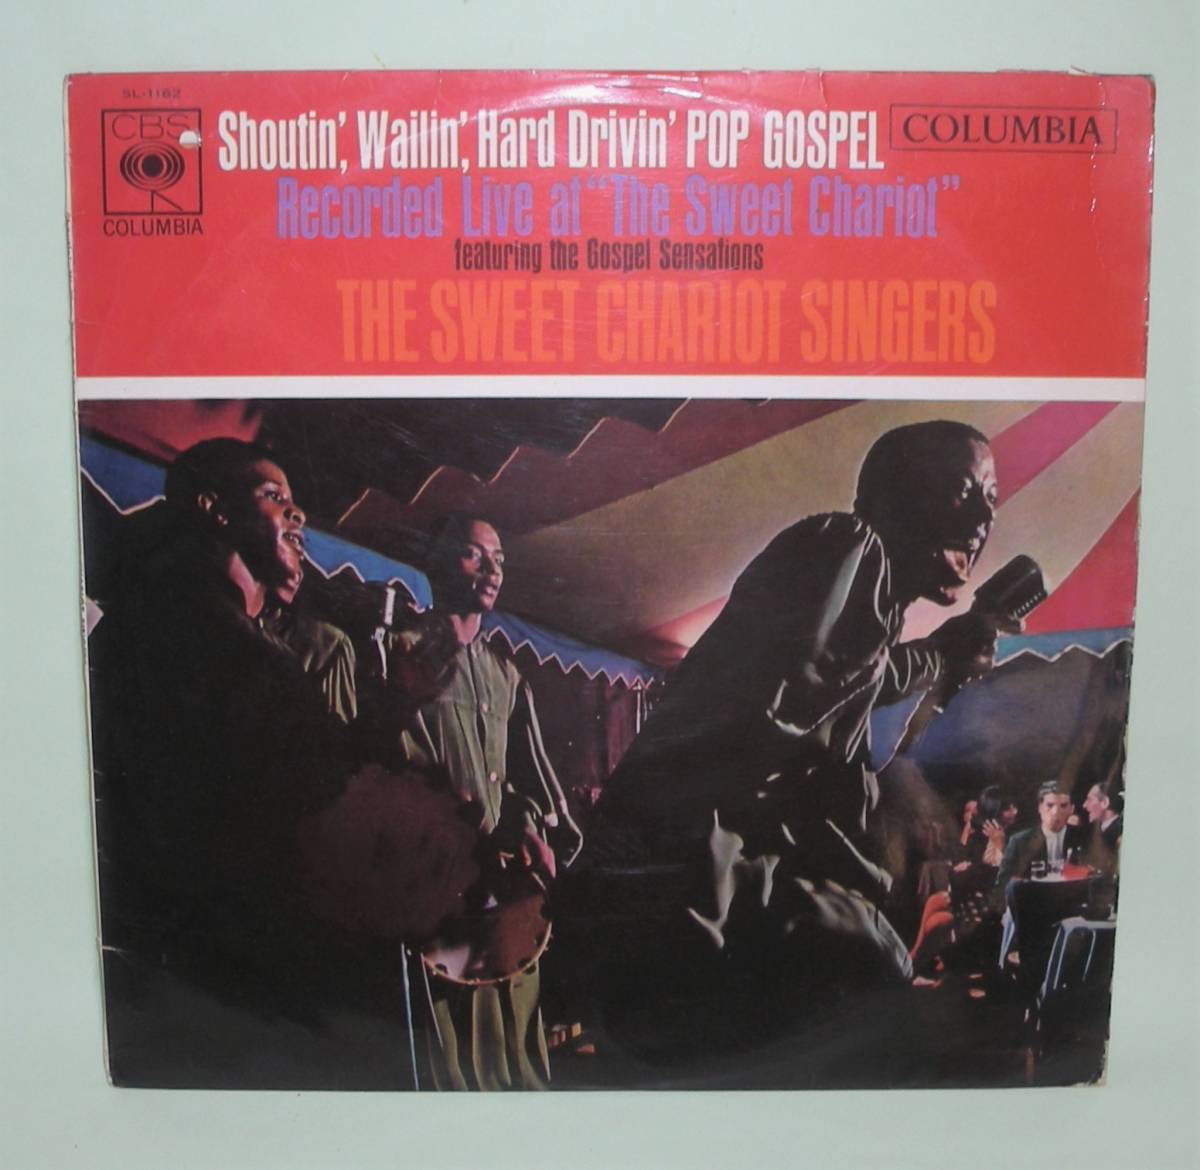 SL-1162
CBS
COLUMBIA
Shoutin', Wailin', Hard Drivin' POP GOSPEL
COLUMBIA
Recorded Live at "The Sweet Chariot"
featuring the Gospel Sensations
THE SWEET CHARIOT SINGERS